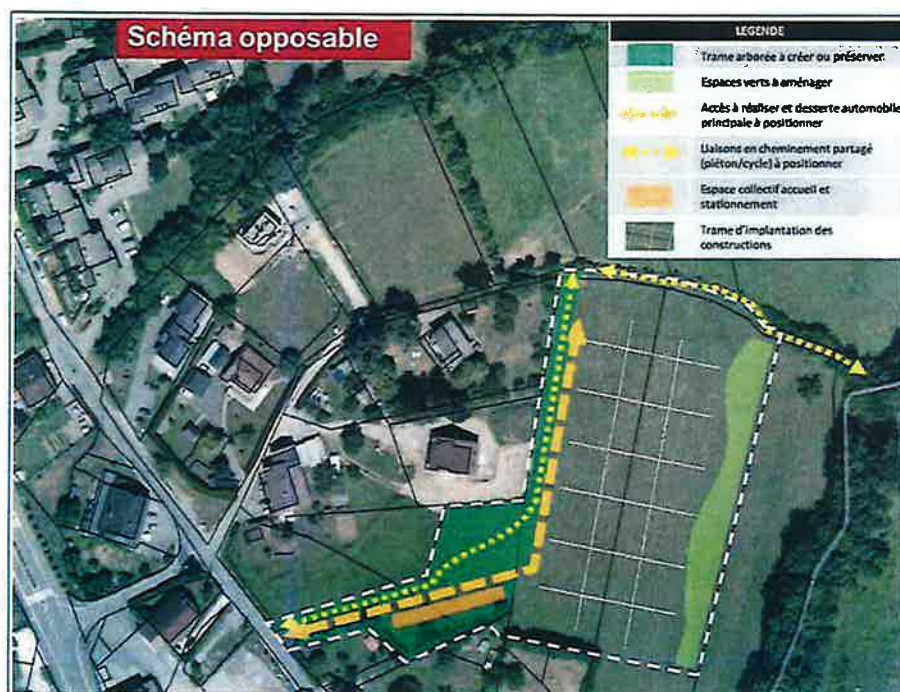 Schéma opposable
LEGENDE
Trame arborée à créer ou préserver
Espaces verts à aménager
Accès à réaliser et desserte automobile
principale à positionner
Liaisons en cheminement partagé
(piéton/cycle) à positionner
Espace collectif accueil et
stationnement
Trame d'implantation des
constructions